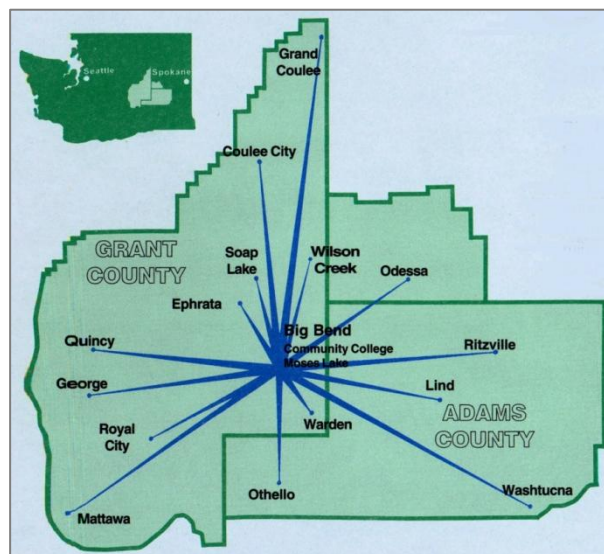 Seattle
Spokane
Grand
Coulee
Coulee City
GRANT
COUNTY
Soap
Lake
Wilson
Creek
Odessa
Ephrata
Big Bend
Community College
Moses Lake
Quincy
Ritzville
George
Lind
Royal
City
Warden
ADAMS
COUNTY
Othello
Washtucna
Mattawa